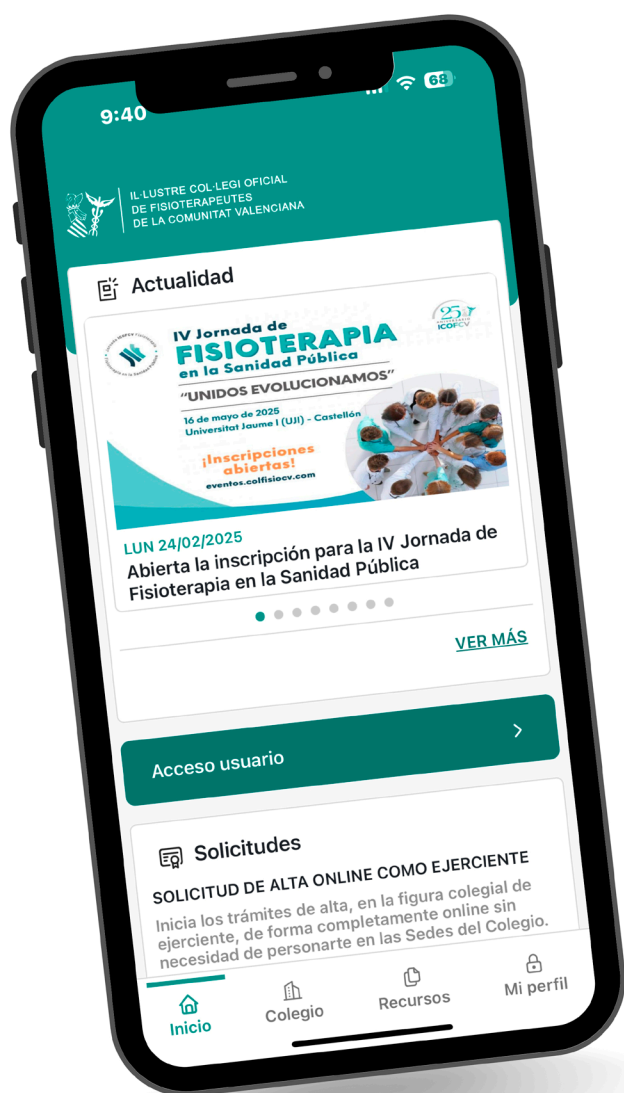 9:40
68
IL·LUSTRE COL·LEGI OFICIAL
DE FISIOTERAPEUTES
DE LA COMUNITAT VALENCIANA
Actualidad
IV Jornada de
FISIOTERAPIA
en la Sanidad Pública
25
ANIVERSARIO
ICOFCV
"UNIDOS EVOLUCIONAMOS"
16 de mayo de 2025
Universitat Jaume I (UJI) - Castellón
¡Inscripciones
abiertas!
eventos.colfisiocv.com
LUN 24/02/2025
Abierta la inscripción para la IV Jornada de
Fisioterapia en la Sanidad Pública
VER MÁS
Acceso usuario
Solicitudes
SOLICITUD DE ALTA ONLINE COMO EJERCIENTE
Inicia los trámites de alta, en la figura colegial de
ejerciente, de forma completamente online sin
necesidad de personarte en las Sedes del Colegio.
Inicio
Colegio
Recursos
Mi perfil